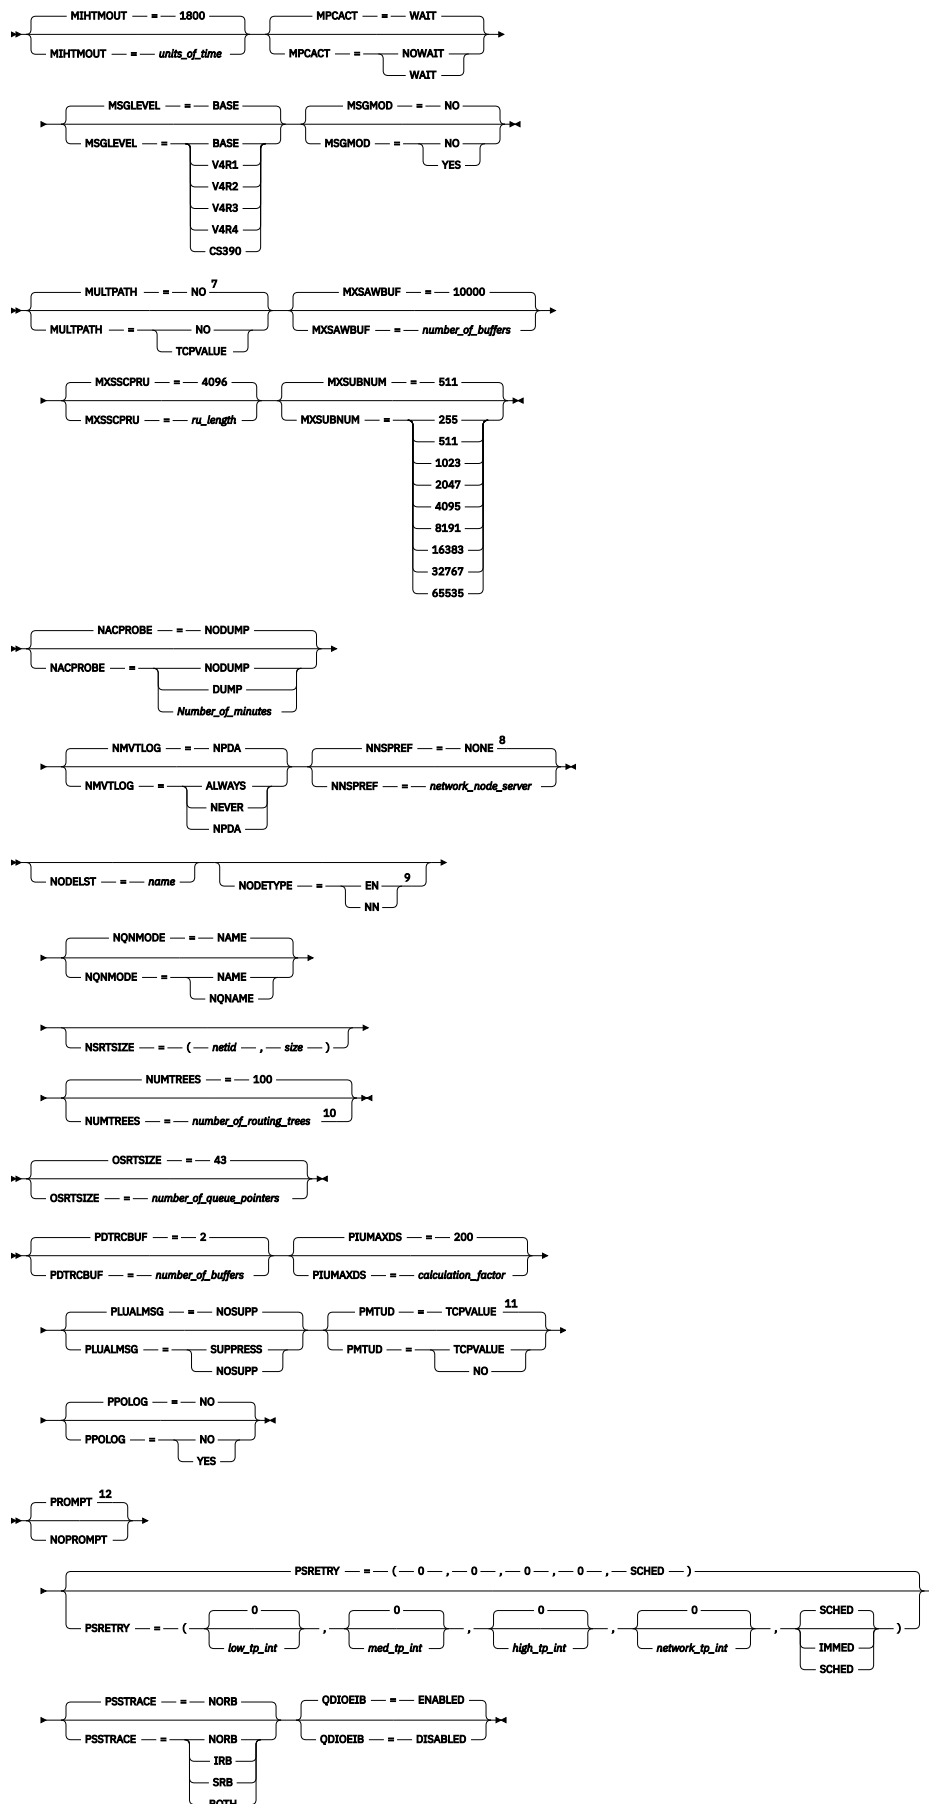 MIHTMOUT = 1800 MPCACT = WAIT
MIHTMOUT = units_of_time MPCACT = NOWAIT
WAIT
MSGLEVEL = BASE MSGMOD = NO
MSGLEVEL = BASE MSGMOD = NO
V4R1 YES
V4R2
V4R3
V4R4
CS390
MULTPATH = NO 7 MXSAWBUF = 10000
MULTPATH = NO MXSAWBUF = number_of_buffers
TCPVALUE
MXSSCPRU = 4096 MXSUBNUM = 511
MXSSCPRU = ru_length MXSUBNUM = 255
511
1023
2047
4095
8191
16383
32767
65535
NACPROBE = NODUMP
NACPROBE = NODUMP
DUMP
Number_of_minutes
NMVTLOG = NPDA NNSPREF = NONE 8
NMVTLOG = ALWAYS NNSPREF = network_node_server
NEVER
NPDA
NODELST = name NODETYPE = EN 9
NN
NQNMODE = NAME
NQNMODE = NAME
NQNAME
NSRTSIZE = ( netid , size )
NUMTREES = 100
NUMTREES = number_of_routing_trees 10
OSRTSIZE = 43
OSRTSIZE = number_of_queue_pointers
PDTRCBUF = 2 PIUMAXDS = 200
PDTRCBUF = number_of_buffers PIUMAXDS = calculation_factor
PLUALMSG = NOSUPP PMTUD = TCPVALUE 11
PLUALMSG = SUPPRESS PMTUD = TCPVALUE
NOSUPP NO
PPOLOG = NO
PPOLOG = NO
YES
PROMPT 12
NOPROMPT
PSRETRY = ( 0 , 0 , 0 , 0 , SCHED )
0 0 0 0 SCHED
PSRETRY = ( , , , , )
low_tp_int med_tp_int high_tp_int network_tp_int IMMED
SCHED
PSSTRACE = NORB QDIOEIB = ENABLED
PSSTRACE = NORB QDIOEIB = DISABLED
IRB
SRB
BOTH